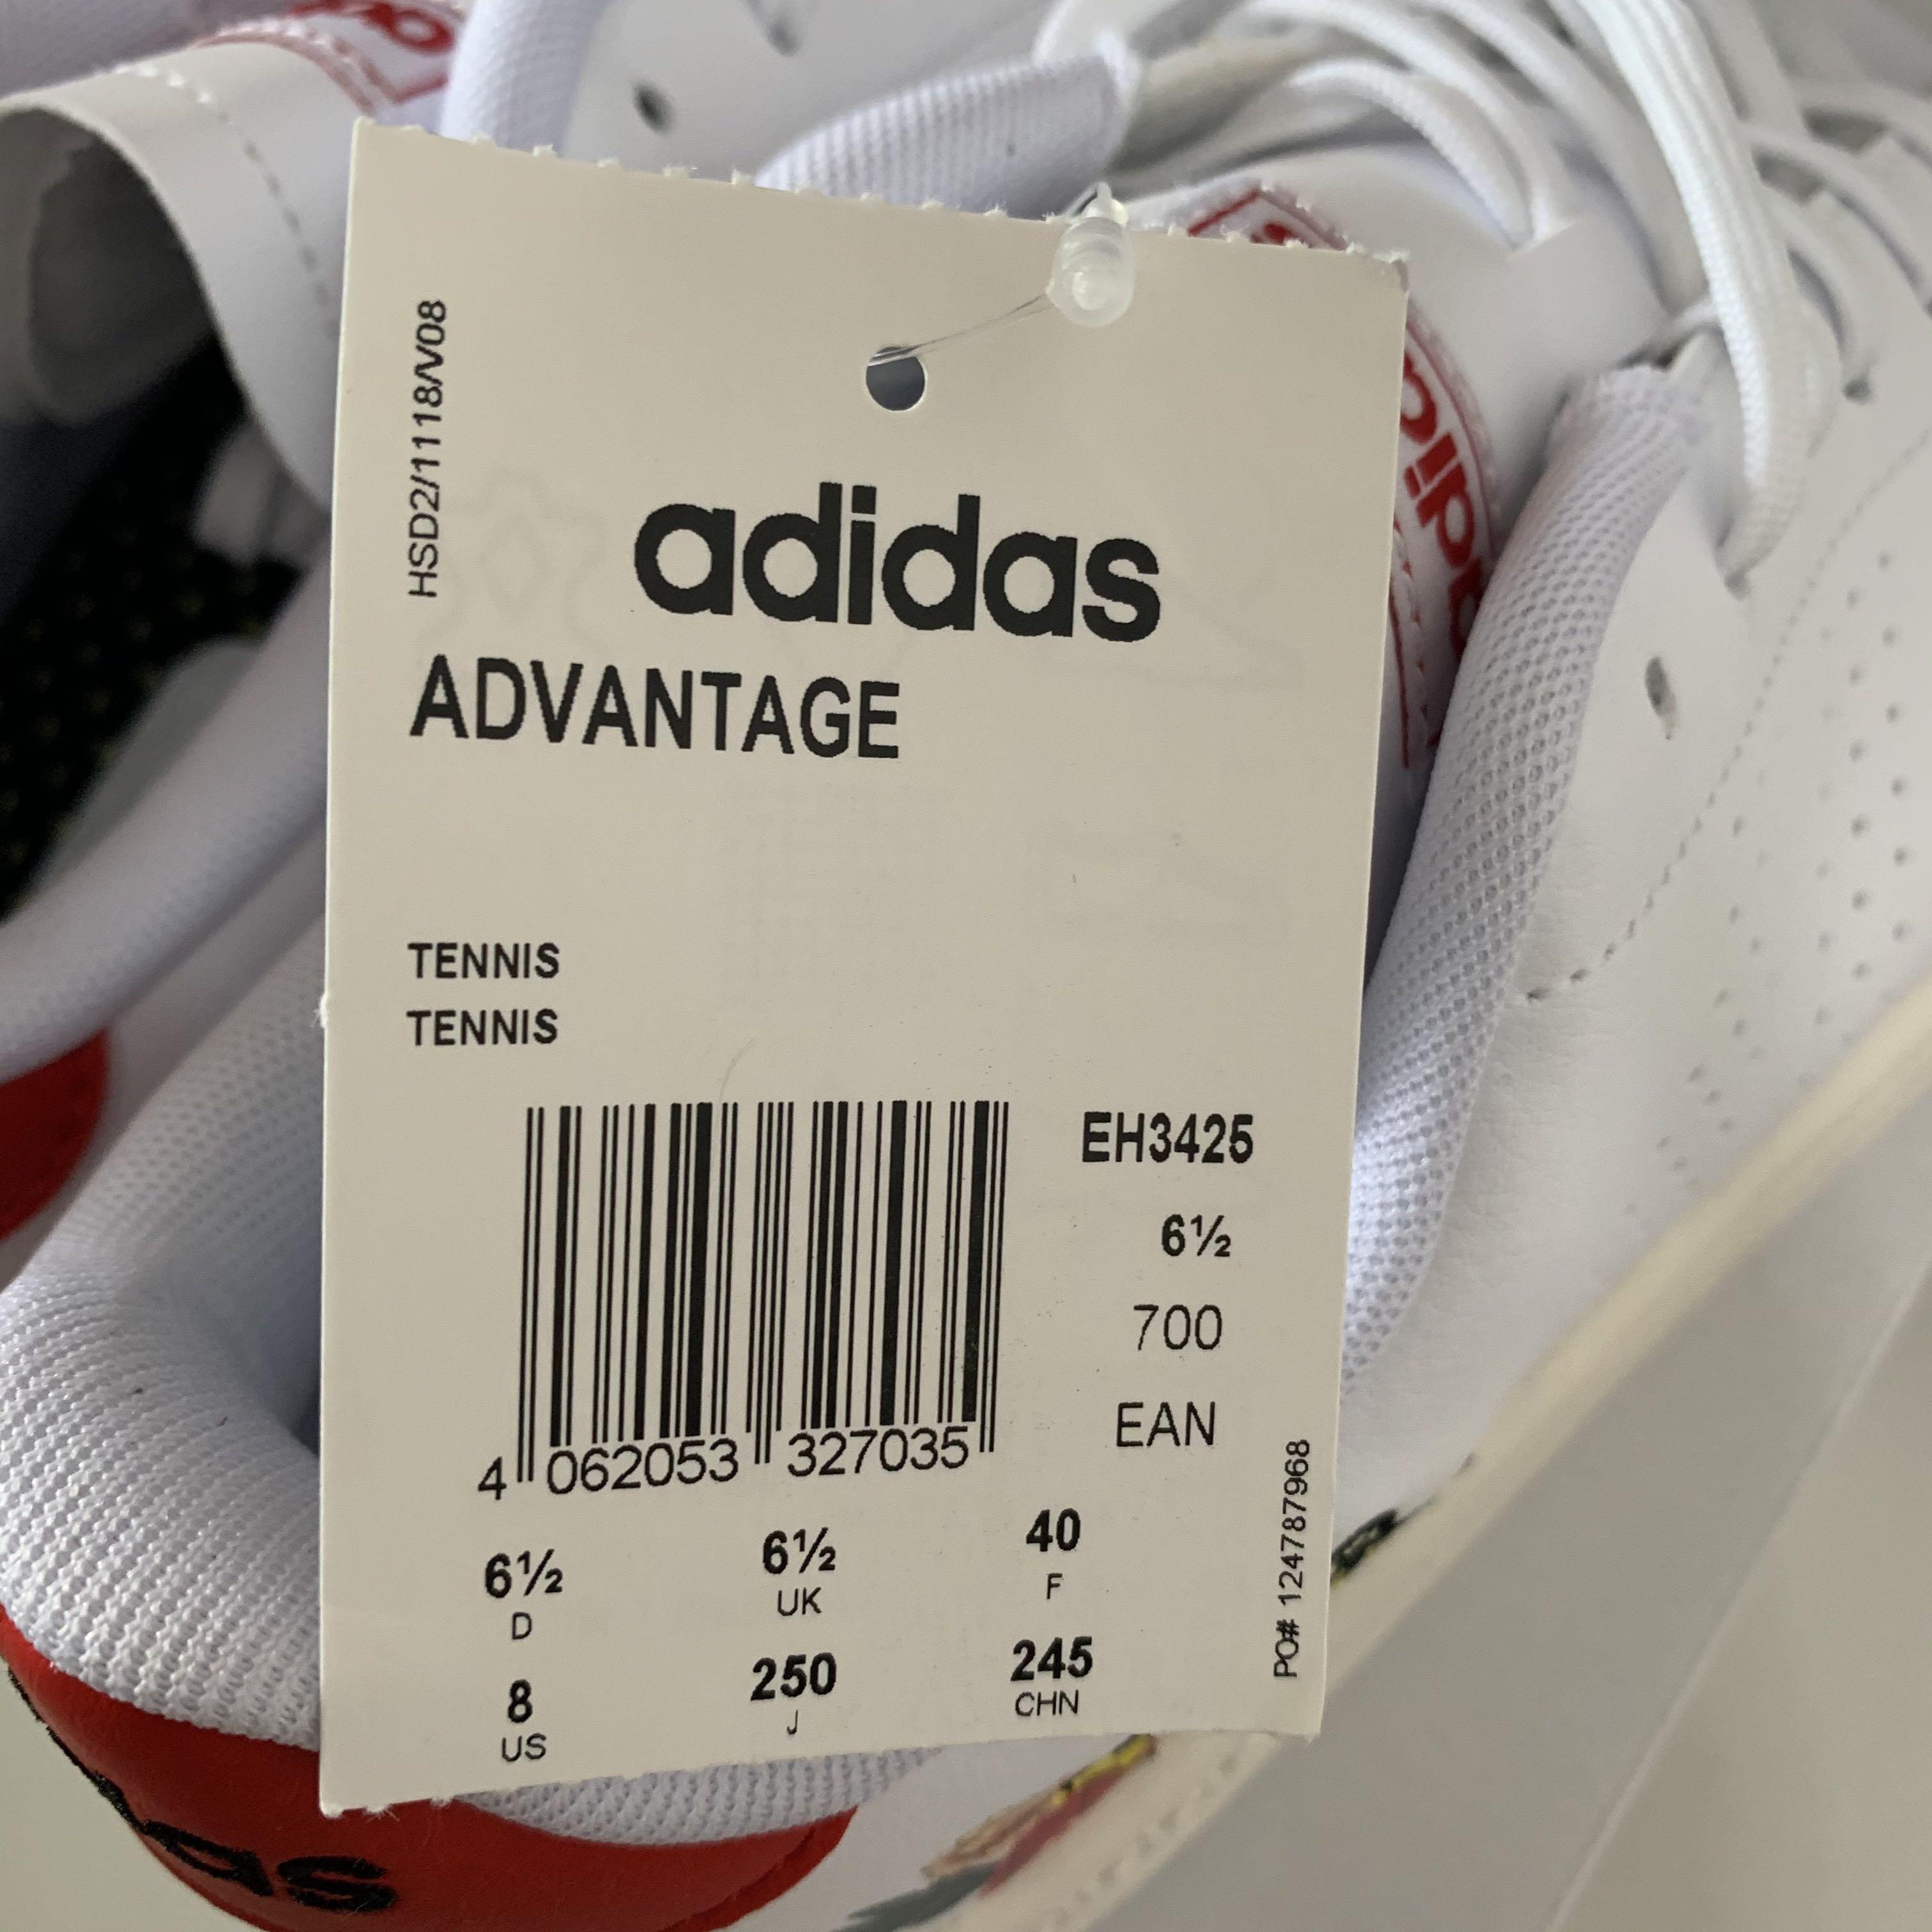 HSD2/1118/V08
adidas
ADVANTAGE
TENNIS
TENNIS
EH3425
6½
700
EAN
4 062053 327035
6½ 6½ 40
D UK F
8 250 245
US J CHN
PO# 124787968
adidas